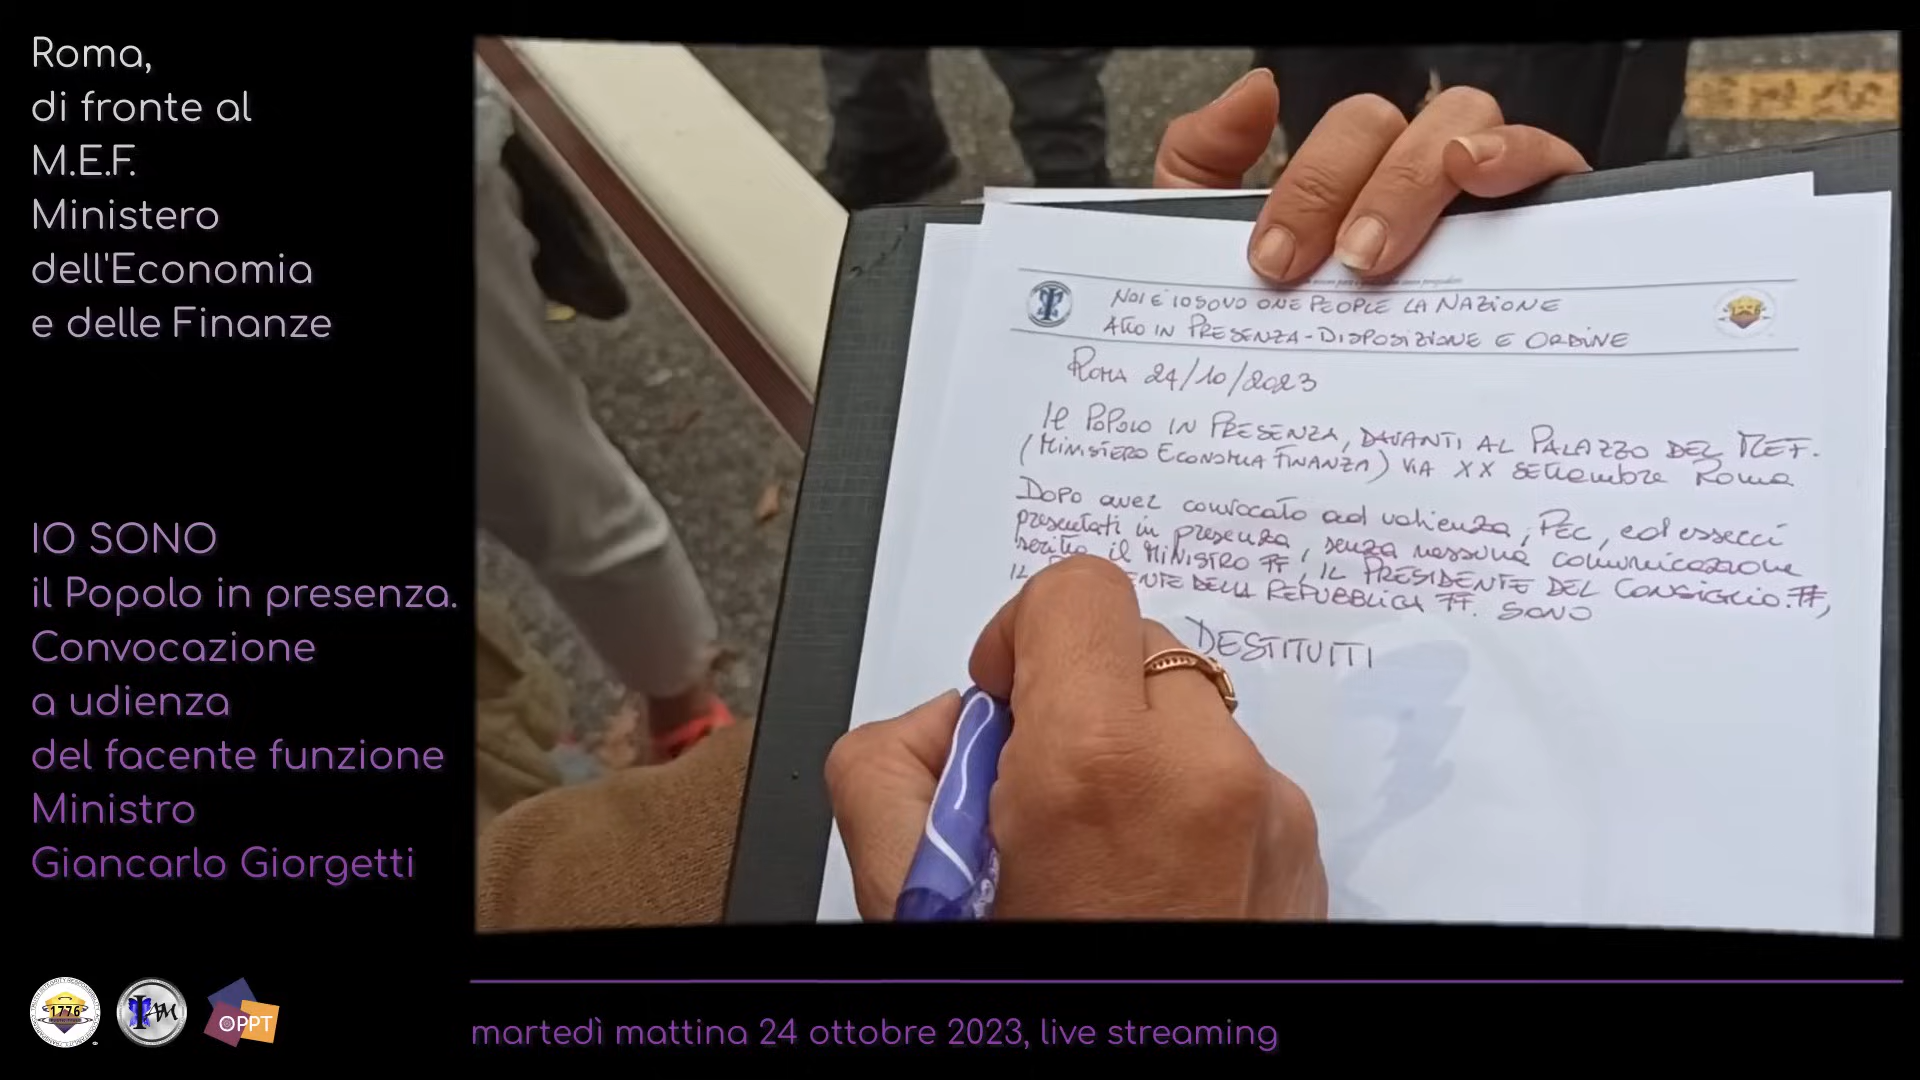 Roma,
di fronte al
M.E.F.
Ministero
dell'Economia
e delle Finanze
IO SONO
il Popolo in presenza.
Convocazione
a udienza
del facente funzione
Ministro
Giancarlo Giorgetti
NOI E IO SONO ONE PEOPLE LA NAZIONE
ATTO IN PRESENZA - DISPOSIZIONE E ORDINE
ROMA 24/10/2023
Il POPOLO IN PRESENZA, DAVANTI AL PALAZZO DEL MEF.
(MINISTERO ECONOMIA FINANZA) VIA XX SETTEMBRE ROMA
DOPO aver convocato ad udienza, PEC, ed esserci
presentati in presenza, senza nessuna comunicazione
scritta il MINISTRO FF, IL PRESIDENTE DEL CONSIGLIO.FF,
IL ENTE DELLA REPUBBLICA FF. SONO
DESTITUITI
1776
1776
OPPT
martedì mattina 24 ottobre 2023, live streaming